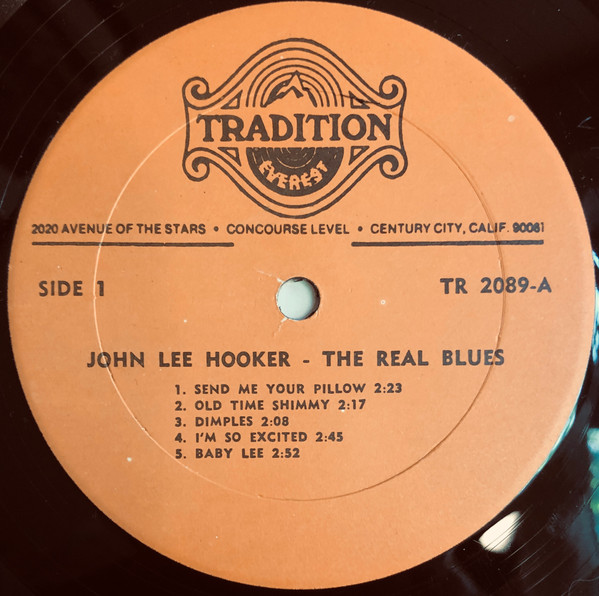 TRADITION
EVEREST
2020 AVENUE OF THE STARS • CONCOURSE LEVEL • CENTURY CITY, CALIF. 90061
SIDE 1
TR 2089-A
JOHN LEE HOOKER - THE REAL BLUES
1. SEND ME YOUR PILLOW 2:23
2. OLD TIME SHIMMY 2:17
3. DIMPLES 2:08
4. I'M SO EXCITED 2:45
5. BABY LEE 2:52